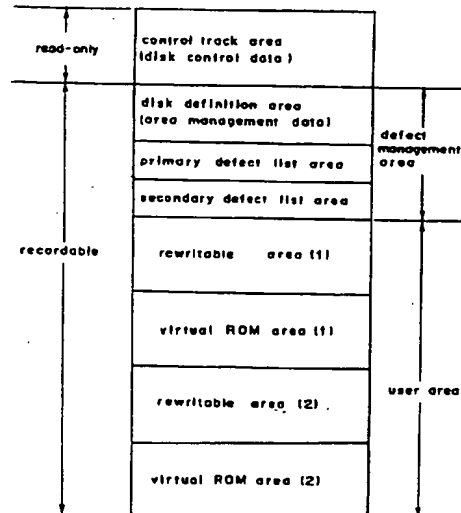 read-only
control track area
(disk control data)
disk definition area
(area management data)
primary defect list area
secondary defect list area
defect
management
area
recordable
rewritable area (1)
virtual ROM area (1)
rewritable area (2)
virtual ROM area (2)
user area